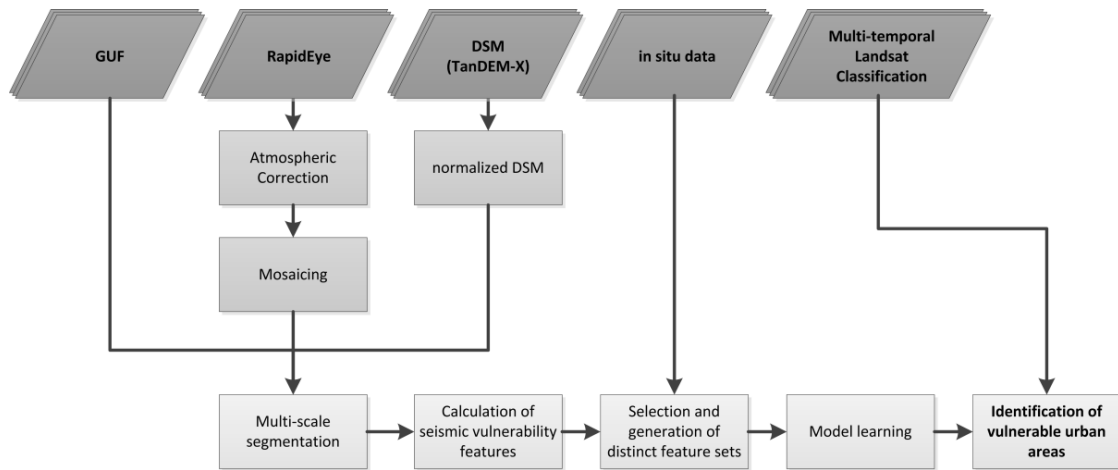 GUF
RapidEye
DSM
(TanDEM-X)
in situ data
Multi-temporal
Landsat
Classification
Atmospheric
Correction
normalized DSM
Mosaicing
Multi-scale
segmentation
Calculation of
seismic vulnerability
features
Selection and
generation of
distinct feature sets
Model learning
Identification of
vulnerable urban
areas